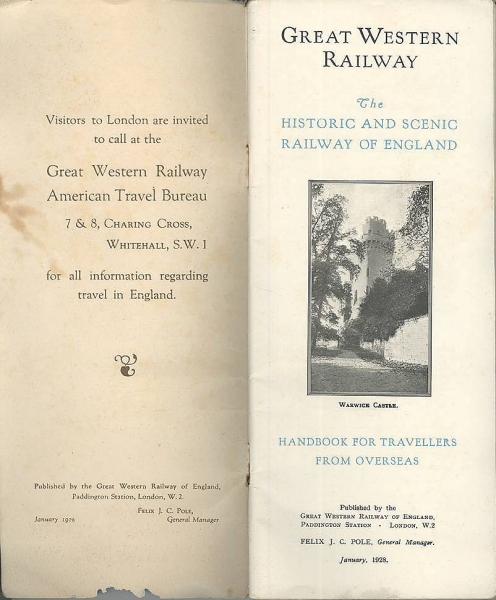 Visitors to London are invited
to call at the
Great Western Railway
American Travel Bureau
7 & 8, Charing Cross,
Whitehall, S.W. 1
for all information regarding
travel in England.
Published by the Great Western Railway of England,
Paddington Station, London, W.2.
Felix J. C. Pole,
January 1928 General Manager
Great Western
Railway
The
Historic and Scenic
Railway of England
Warwick Castle.
Handbook for Travellers
from Overseas
Published by the
Great Western Railway of England,
Paddington Station - London, W.2
Felix J. C. Pole, General Manager.
January, 1928.